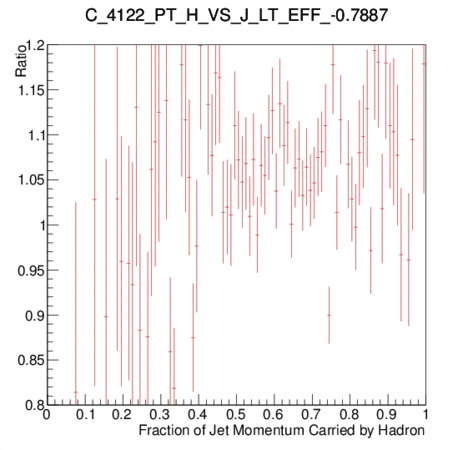 C_4122_PT_H_VS_J_LT_EFF_-0.7887
Ratio
1.2
1.15
1.1
1.05
1
0.95
0.9
0.85
0.8
0 0.1 0.2 0.3 0.4 0.5 0.6 0.7 0.8 0.9 1
Fraction of Jet Momentum Carried by Hadron